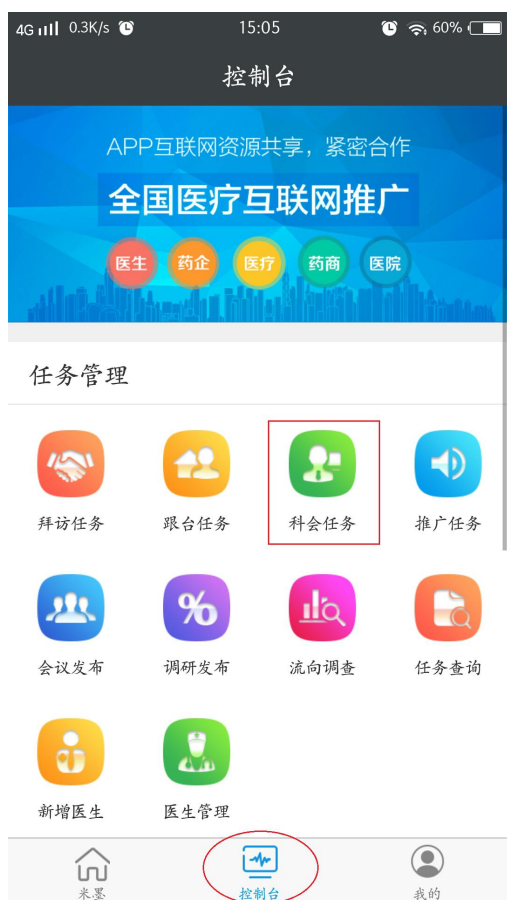 4G 0.3K/s 15:05 60%
控制台
APP互联网资源共享，紧密合作
全国医疗互联网推广
医生 药企 医疗 药商 医院
任务管理
拜访任务 跟台任务 科会任务 推广任务
会议发布 调研发布 流向调查 任务查询
新增医生 医生管理
米墨 控制台 我的